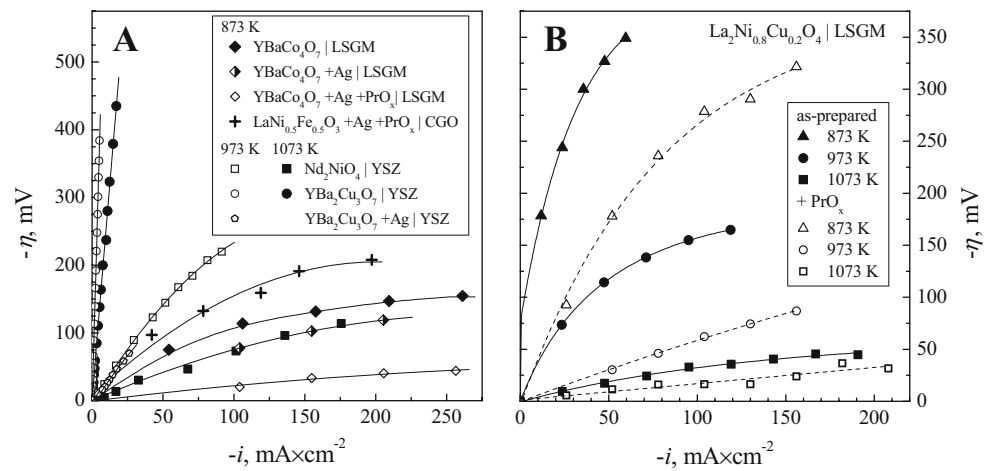 A
873 K
YBaCo₄O₇ | LSGM
YBaCo₄O₇ +Ag | LSGM
YBaCo₄O₇ +Ag +PrOₓ| LSGM
LaNi₀.₅Fe₀.₅O₃ +Ag +PrOₓ | CGO
973 K 1073 K
Nd₂NiO₄ | YSZ
YBa₂Cu₃O₇ | YSZ
YBa₂Cu₃O₇ +Ag | YSZ
500
400
300
200
100
0
-η, mV
0 50 100 150 200 250
-i, mA×cm⁻²
B
La₂Ni₀.₈Cu₀.₂O₄ | LSGM
as-prepared
873 K
973 K
1073 K
+ PrOₓ
873 K
973 K
1073 K
350
300
250
200
150
100
50
0
-η, mV
0 50 100 150 200
-i, mA×cm⁻²